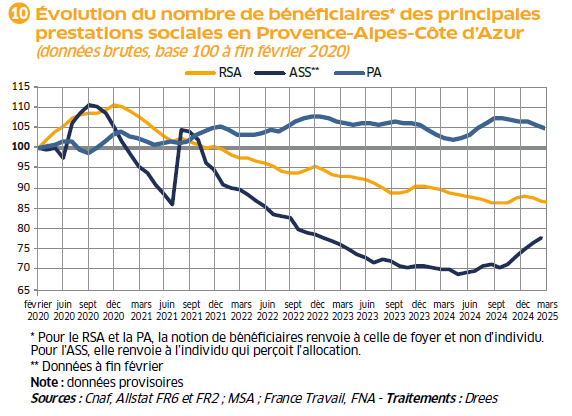 10 Évolution du nombre de bénéficiaires* des principales
prestations sociales en Provence-Alpes-Côte d'Azur
(données brutes, base 100 à fin février 2020)
RSA ASS** PA
115
110
105
100
95
90
85
80
75
70
65
février juin sept déc mars juin sept déc mars juin sept déc mars juin sept déc mars juin sept déc mars
2020 2020 2020 2020 2021 2021 2021 2021 2022 2022 2022 2022 2023 2023 2023 2023 2024 2024 2024 2024 2025
* Pour le RSA et la PA, la notion de bénéficiaires renvoie à celle de foyer et non d'individu.
Pour l'ASS, elle renvoie à l'individu qui perçoit l'allocation.
** Données à fin février
Note : données provisoires
Sources : Cnaf, Allstat FR6 et FR2 ; MSA ; France Travail, FNA - Traitements : Drees